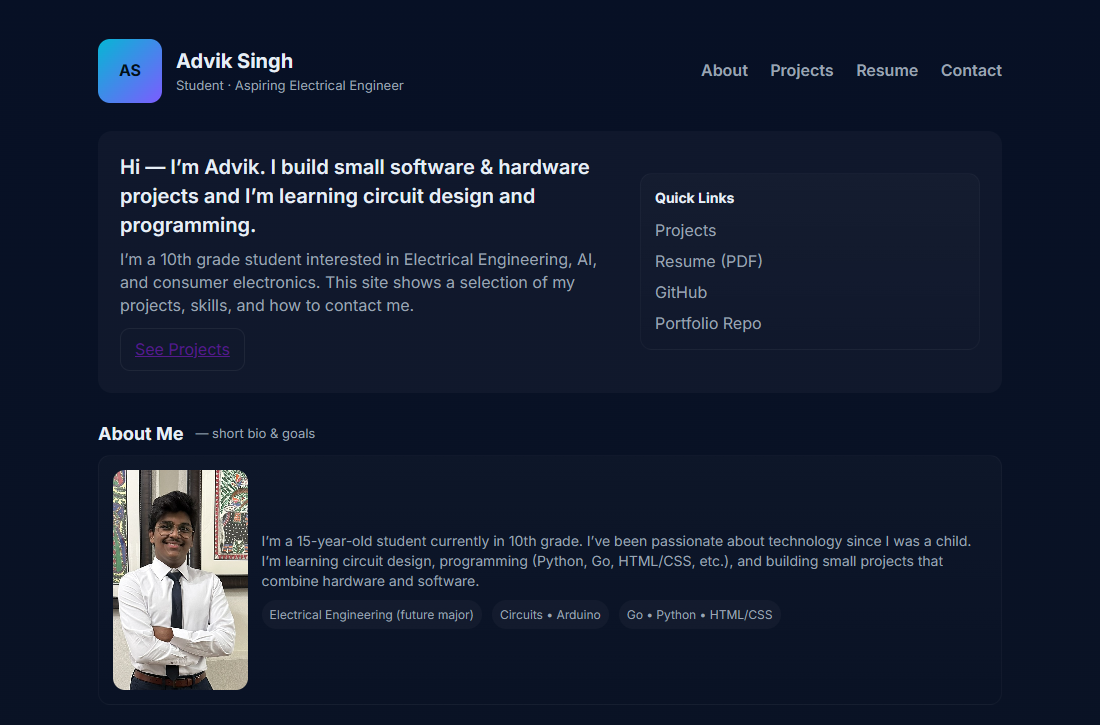 AS
Advik Singh
Student · Aspiring Electrical Engineer
About
Projects
Resume
Contact
Hi — I’m Advik. I build small software & hardware
projects and I’m learning circuit design and
programming.
I’m a 10th grade student interested in Electrical Engineering, AI,
and consumer electronics. This site shows a selection of my
projects, skills, and how to contact me.
See Projects
Quick Links
Projects
Resume (PDF)
GitHub
Portfolio Repo
About Me — short bio & goals
I’m a 15-year-old student currently in 10th grade. I’ve been passionate about technology since I was a child.
I’m learning circuit design, programming (Python, Go, HTML/CSS, etc.), and building small projects that
combine hardware and software.
Electrical Engineering (future major)
Circuits • Arduino
Go • Python • HTML/CSS